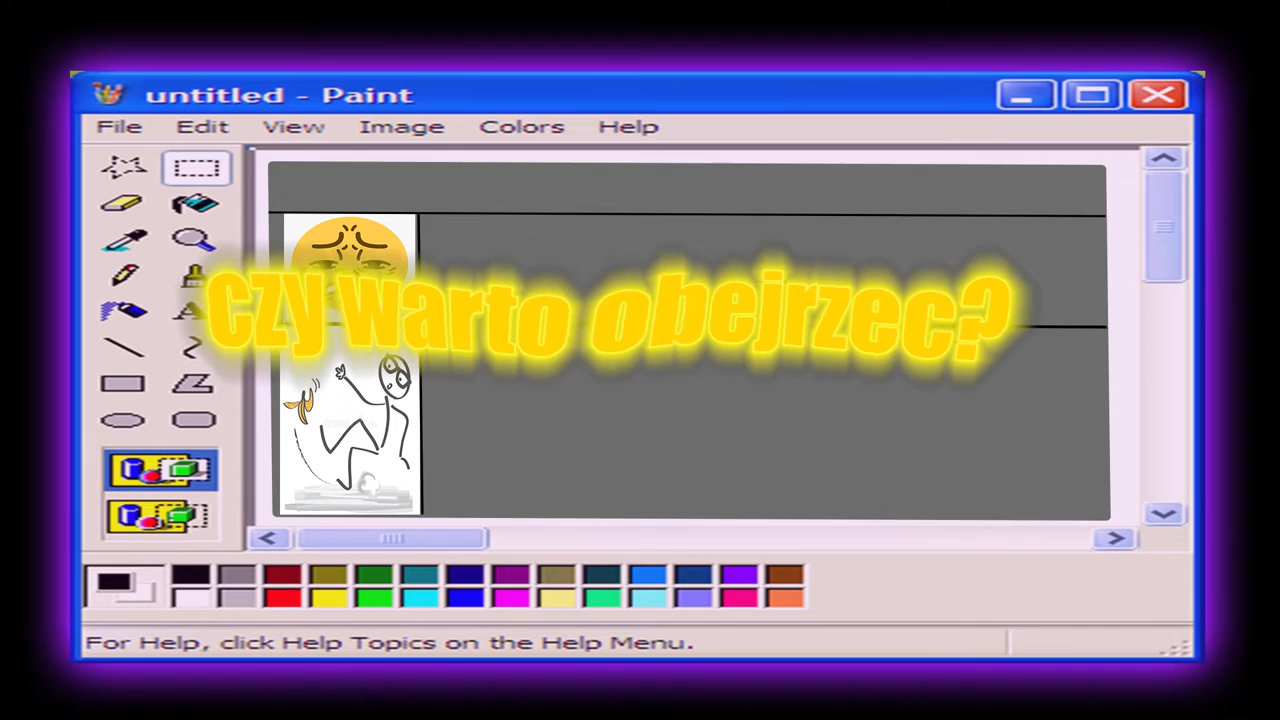 untitled - Paint
File Edit View Image Colors Help
Czy warto obejrzec?
For Help, click Help Topics on the Help Menu.